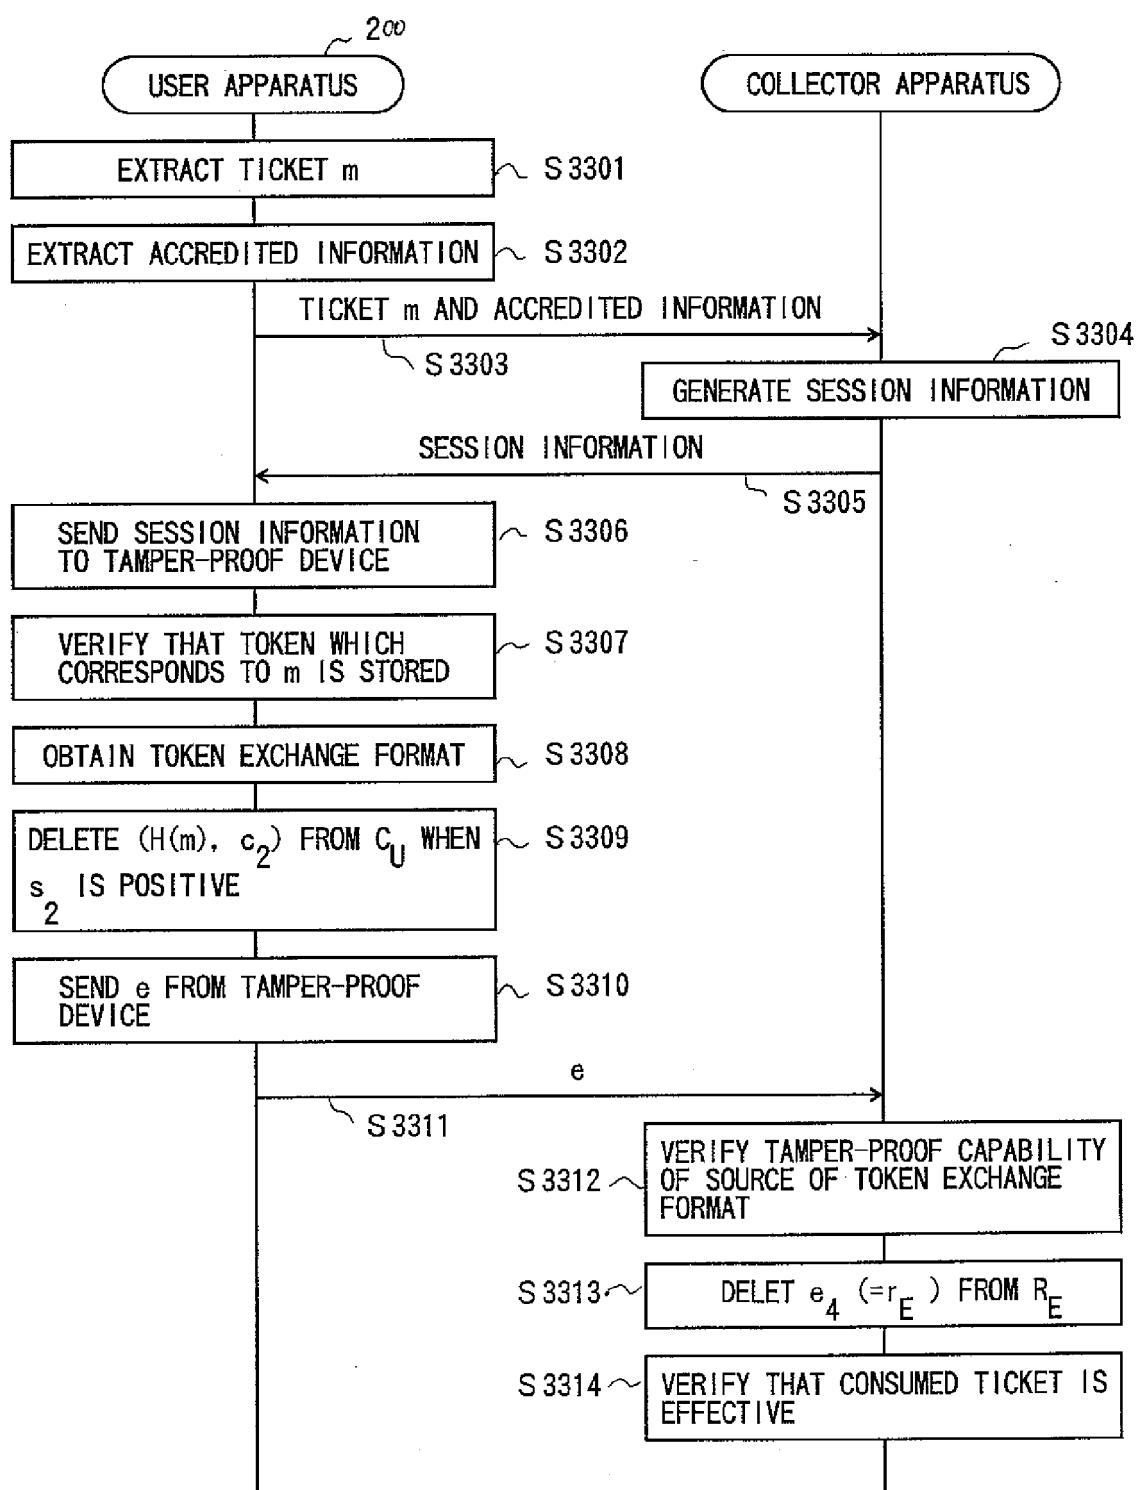 200
USER APPARATUS
COLLECTOR APPARATUS
EXTRACT TICKET m
S3301
EXTRACT ACCREDITED INFORMATION
S3302
TICKET m AND ACCREDITED INFORMATION
S3303
S3304
GENERATE SESSION INFORMATION
SESSION INFORMATION
S3305
SEND SESSION INFORMATION
TO TAMPER-PROOF DEVICE
S3306
VERIFY THAT TOKEN WHICH
CORRESPONDS TO m IS STORED
S3307
OBTAIN TOKEN EXCHANGE FORMAT
S3308
DELETE (H(m), c2) FROM CU WHEN
s2 IS POSITIVE
S3309
SEND e FROM TAMPER-PROOF
DEVICE
S3310
e
S3311
S3312
VERIFY TAMPER-PROOF CAPABILITY
OF SOURCE OF TOKEN EXCHANGE
FORMAT
S3313
DELET e4 (=rE) FROM RE
S3314
VERIFY THAT CONSUMED TICKET IS
EFFECTIVE